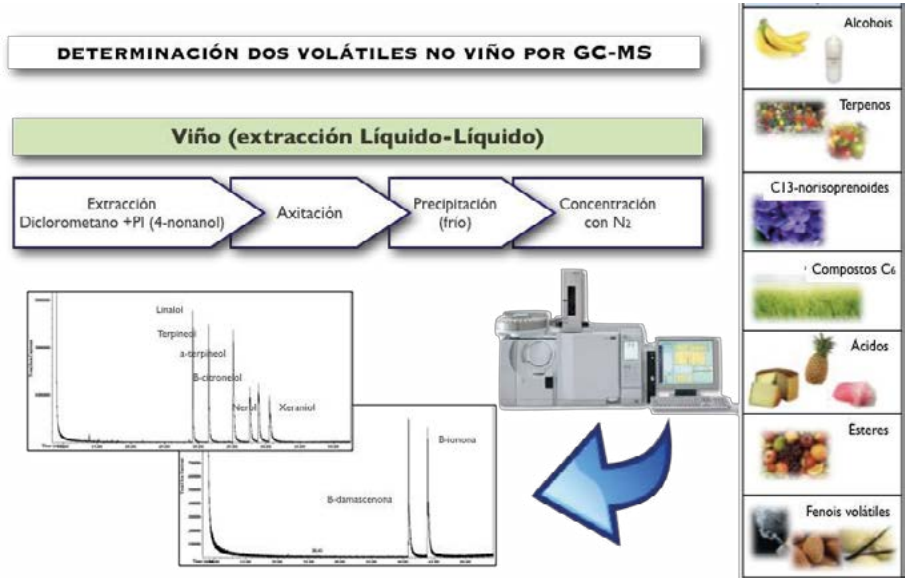 DETERMINACIÓN DOS VOLÁTILES NO VIÑO POR GC-MS
Viño (extracción Líquido-Líquido)
Extracción
Diclorometano +PI (4-nonanol)
Axitación
Precipitación
(frío)
Concentración
con N₂
Linalol
Terpineol
a-terpineol
B-citronelol
Nerol
Xeraniol
B-ionona
B-damascenona
Alcohois
Terpenos
C13-norisoprenoides
Compostos C₆
Ácidos
Ésteres
Fenois volátiles